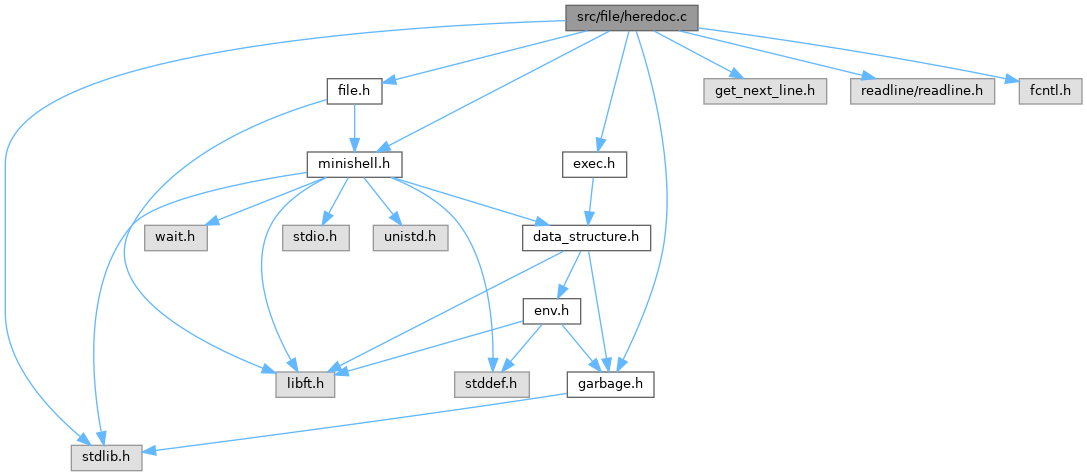 src/file/heredoc.c
file.h
get_next_line.h
readline/readline.h
fcntl.h
minishell.h
exec.h
wait.h
stdio.h
unistd.h
data_structure.h
env.h
libft.h
stddef.h
garbage.h
stdlib.h